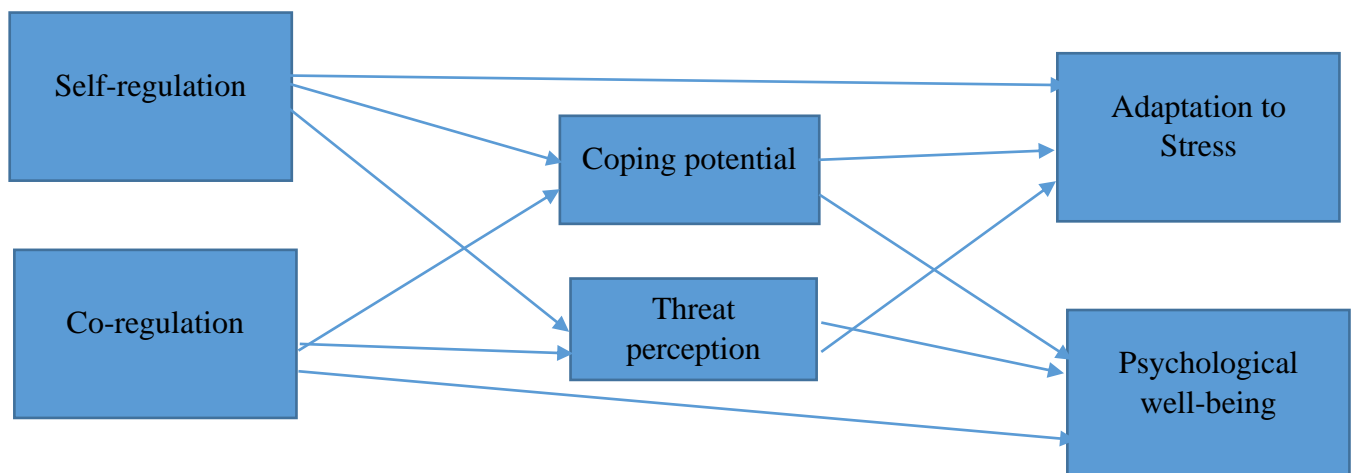 Self-regulation
Co-regulation
Coping potential
Threat
perception
Adaptation to
Stress
Psychological
well-being